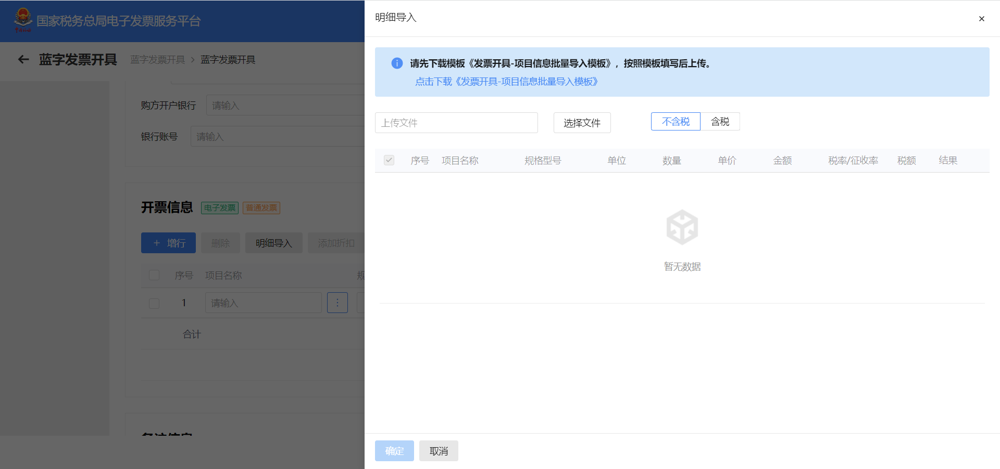 国家税务总局电子发票服务平台
蓝字发票开具
蓝字发票开具 > 蓝字发票开具
购方开户银行 请输入
银行账号 请输入
开票信息 电子发票 普通发票
+ 增行 删除 明细导入 添加折扣
序号 项目名称
1 请输入
合计
备注信息
明细导入
请先下载模板《发票开具-项目信息批量导入模板》，按照模板填写后上传。
点击下载《发票开具-项目信息批量导入模板》
上传文件 选择文件 不含税 含税
序号 项目名称 规格型号 单位 数量 单价 金额 税率/征收率 税额 结果
暂无数据
确定 取消